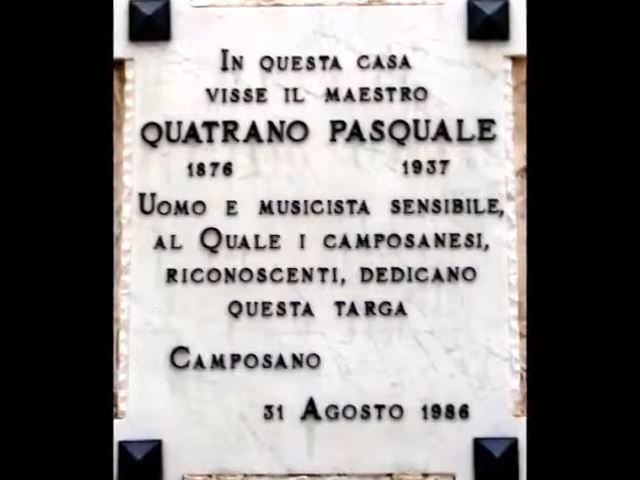 In questa casa
visse il maestro
QUATRANO PASQUALE
1876 1937
Uomo e musicista sensibile,
al Quale i camposanesi,
riconoscenti, dedicano
questa targa
Camposano
31 Agosto 1986